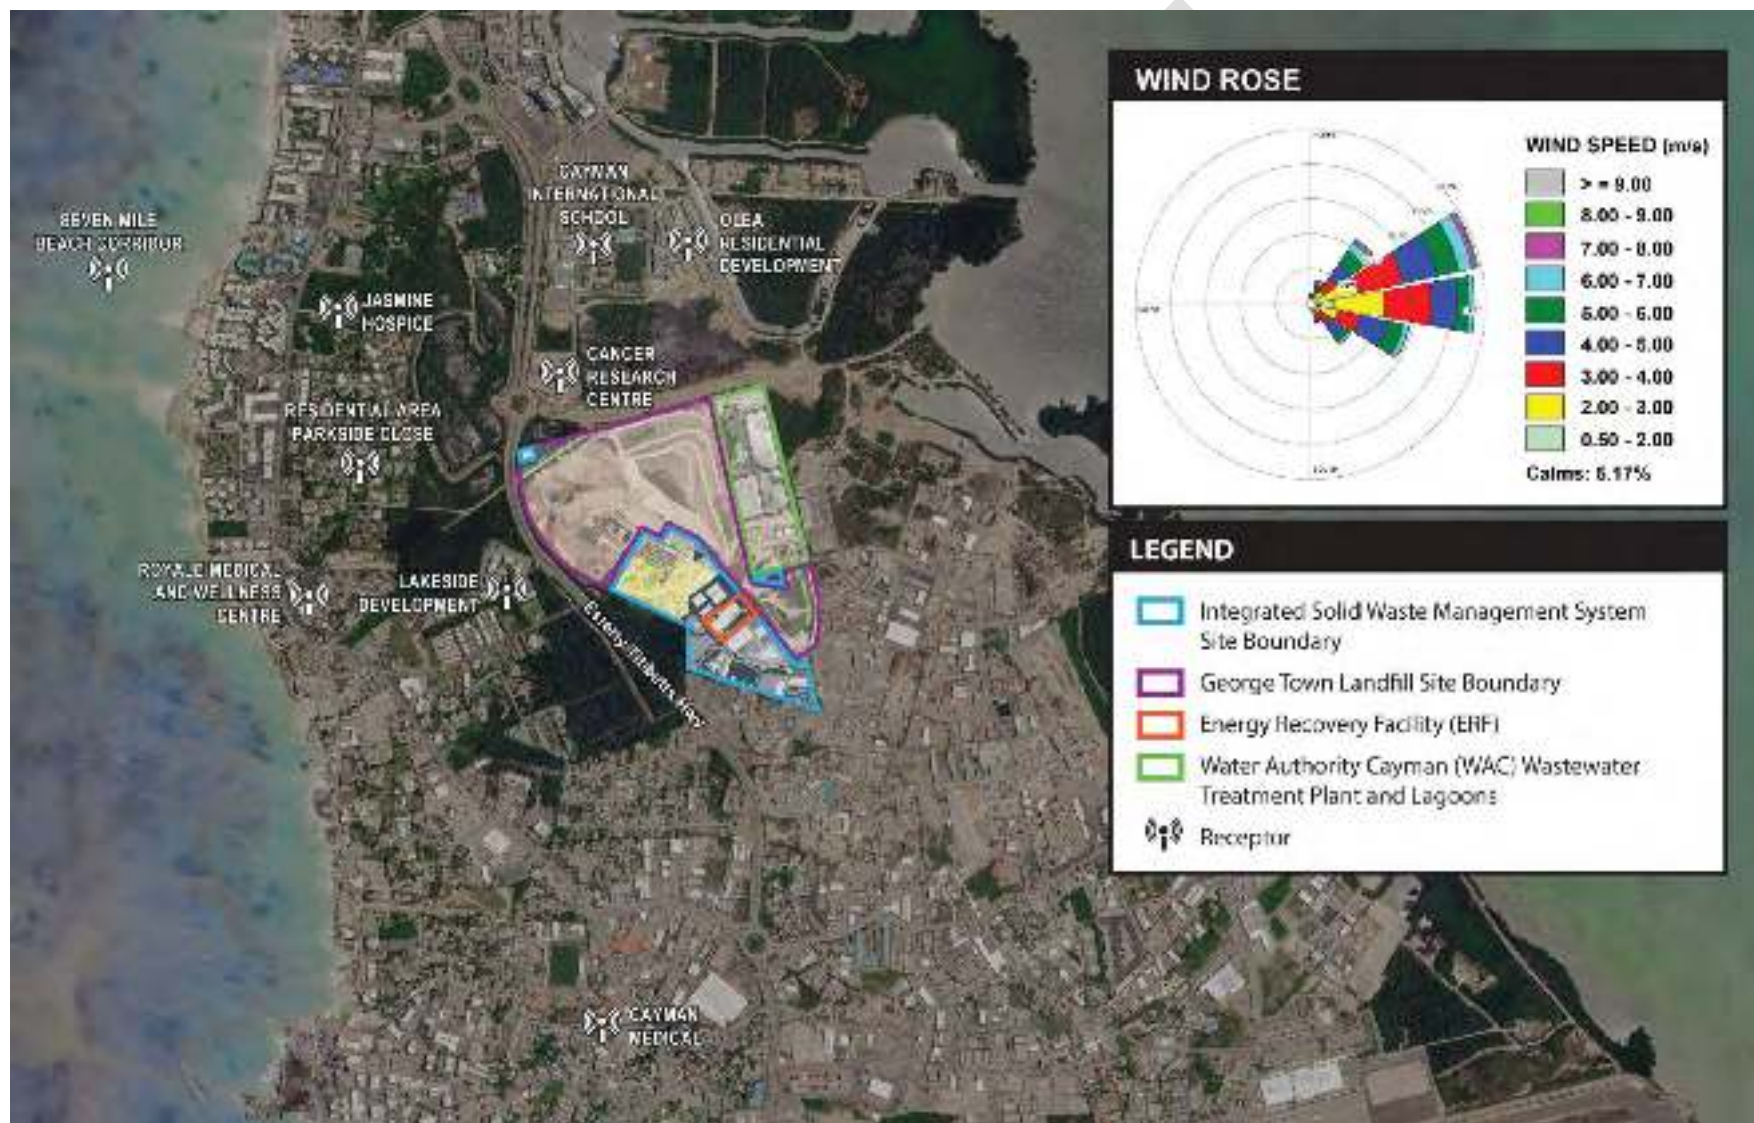 WIND ROSE
WIND SPEED (m/s)
> = 9.00
8.00 - 9.00
7.00 - 8.00
6.00 - 7.00
5.00 - 6.00
4.00 - 5.00
3.00 - 4.00
2.00 - 3.00
0.50 - 2.00
Calms: 5.17%
CAYMAN
INTERNATIONAL
SCHOOL
OLEA
RESIDENTIAL
DEVELOPMENT
SEVEN MILE
BEACH CORRIDOR
JASMINE
HOSPICE
CANCER
RESEARCH
CENTRE
RESIDENTIAL AREA
PARKSIDE CLOSE
ROYALE MEDICAL
AND WELLNESS
CENTRE
LAKESIDE
DEVELOPMENT
Esterly Tibbetts Hwy
CAYMAN
MEDICAL
LEGEND
Integrated Solid Waste Management System
Site Boundary
George Town Landfill Site Boundary
Energy Recovery Facility (ERF)
Water Authority Cayman (WAC) Wastewater
Treatment Plant and Lagoons
Receptor